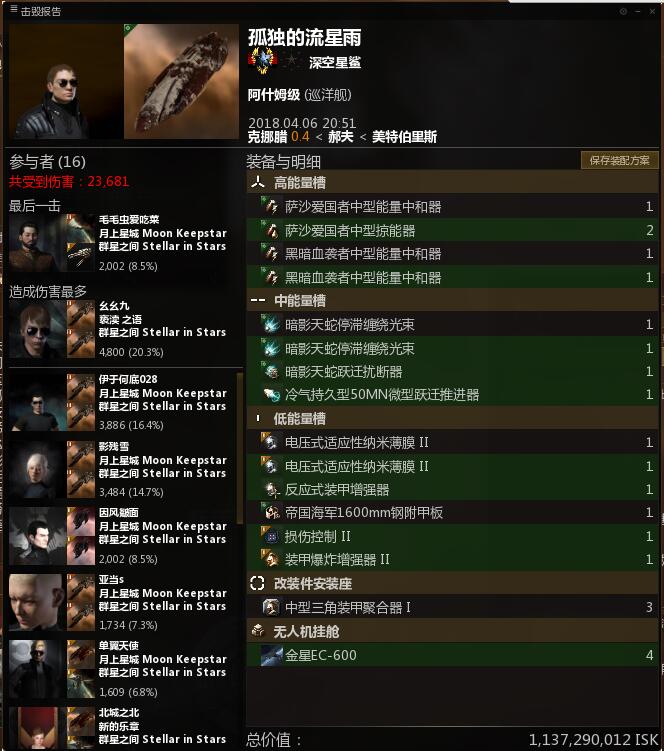 击毁报告
孤独的流星雨
深空星鲨
阿什姆级 (巡洋舰)
2018.04.06 20:51
克挪腊 0.4 < 郝夫 < 美特伯里斯
参与者 (16)
共受到伤害：23,681
最后一击
毛毛虫爱吃菜
月上星城 Moon Keepstar
群星之间 Stellar in Stars
2,002 (8.5%)
造成伤害最多
幺幺九
亵渎 之语
群星之间 Stellar in Stars
4,800 (20.3%)
伊于何底028
月上星城 Moon Keepstar
群星之间 Stellar in Stars
3,886 (16.4%)
影残雪
月上星城 Moon Keepstar
群星之间 Stellar in Stars
3,484 (14.7%)
月上星城 Moon Keepstar
群星之间 Stellar in Stars
2,002 (8.5%)
亚当s
月上星城 Moon Keepstar
群星之间 Stellar in Stars
1,734 (7.3%)
单翼天使
月上星城 Moon Keepstar
群星之间 Stellar in Stars
1,609 (6.8%)
北城之北
新的乐章
群星之间 Stellar in Stars
装备与明细
保存装配方案
高能量槽
萨沙爱国者中型能量中和器 1
萨沙爱国者中型掠能器 2
黑暗血袭者中型能量中和器 1
黑暗血袭者中型能量中和器 1
中能量槽
暗影天蛇停滞缠绕光束 1
暗影天蛇停滞缠绕光束 1
暗影天蛇跃迁扰断器 1
冷气持久型50MN微型跃迁推进器 1
低能量槽
电压式适应性纳米薄膜 II 1
电压式适应性纳米薄膜 II 1
反应式装甲增强器 1
帝国海军1600mm钢附甲板 1
损伤控制 II 1
装甲爆炸增强器 II 1
改装件安装座
中型三角装甲聚合器 I 3
无人机挂舱
金星EC-600 4
总价值： 1,137,290,012 ISK